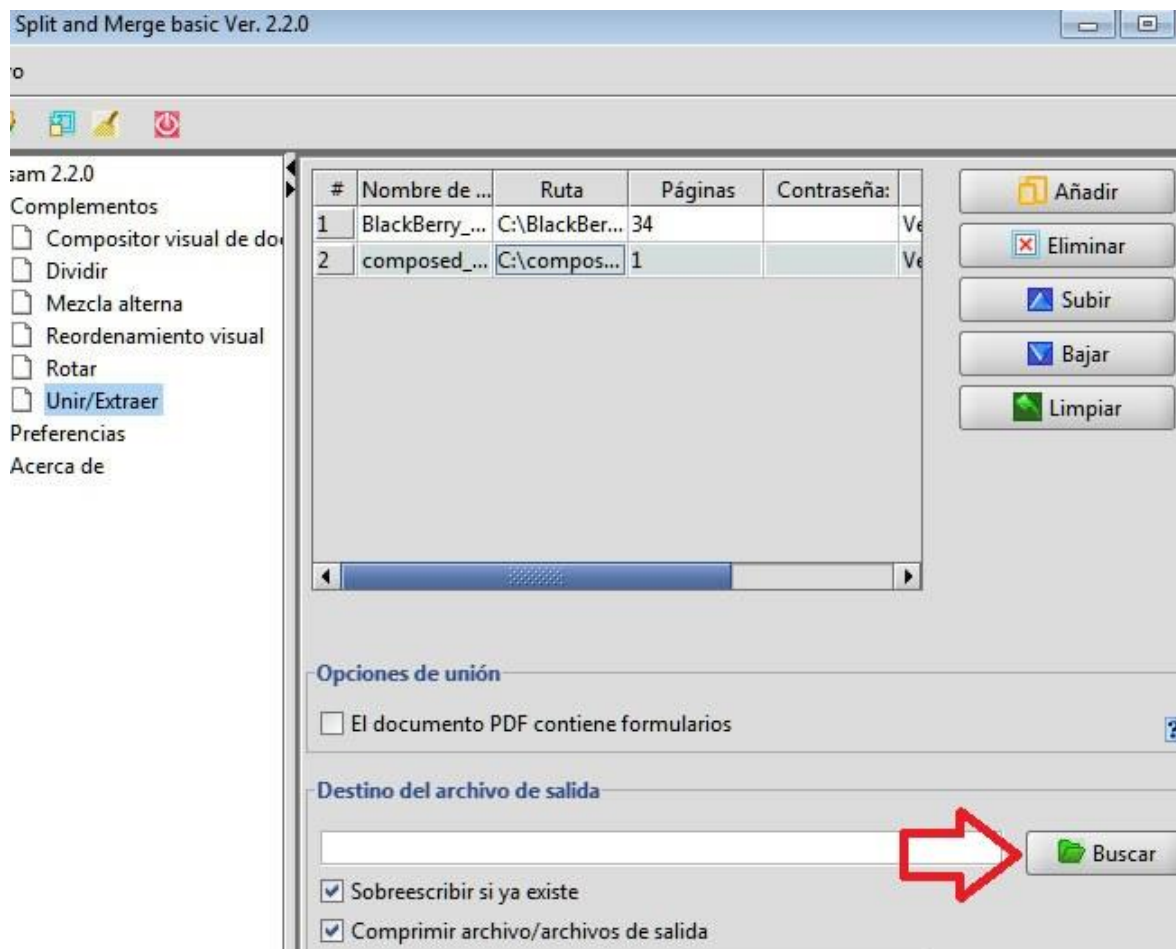 Split and Merge basic Ver. 2.2.0
ro
sam 2.2.0
Complementos
Compositor visual de do
Dividir
Mezcla alterna
Reordenamiento visual
Rotar
Unir/Extraer
Preferencias
Acerca de
# Nombre de ... Ruta Páginas Contraseña:
1 BlackBerry_... C:\BlackBer... 34 Ve
2 composed_... C:\compos... 1 Ve
Añadir
Eliminar
Subir
Bajar
Limpiar
Opciones de unión
El documento PDF contiene formularios
?
Destino del archivo de salida
Buscar
Sobreescribir si ya existe
Comprimir archivo/archivos de salida